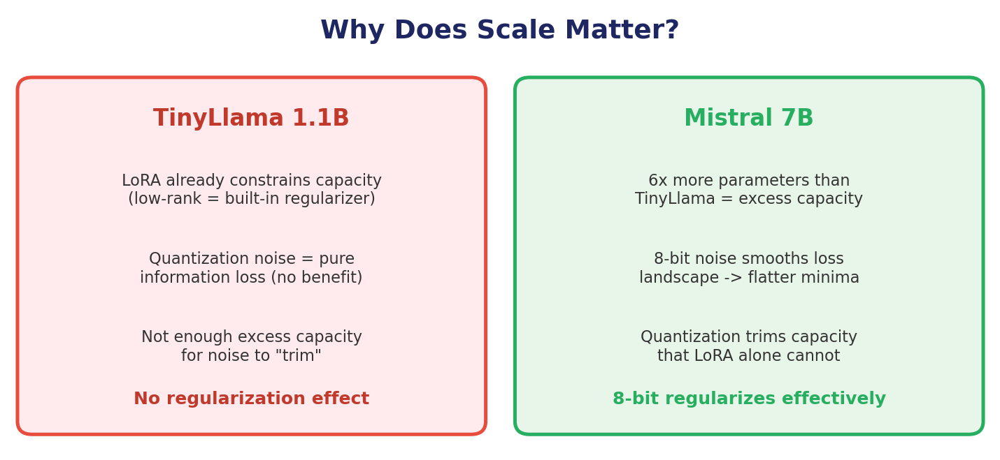 Why Does Scale Matter?
TinyLlama 1.1B
LoRA already constrains capacity
(low-rank = built-in regularizer)
Quantization noise = pure
information loss (no benefit)
Not enough excess capacity
for noise to "trim"
No regularization effect
Mistral 7B
6x more parameters than
TinyLlama = excess capacity
8-bit noise smooths loss
landscape -> flatter minima
Quantization trims capacity
that LoRA alone cannot
8-bit regularizes effectively